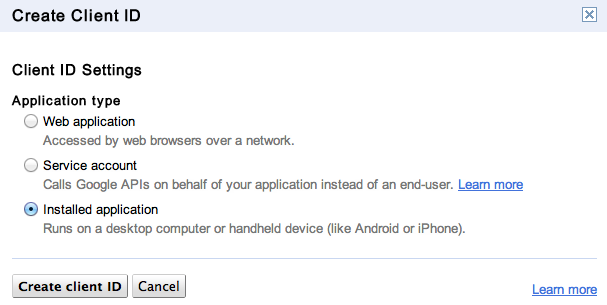 Create Client ID
Client ID Settings
Application type
Web application
Accessed by web browsers over a network.
Service account
Calls Google APIs on behalf of your application instead of an end-user. Learn more
Installed application
Runs on a desktop computer or handheld device (like Android or iPhone).
Create client ID Cancel Learn more